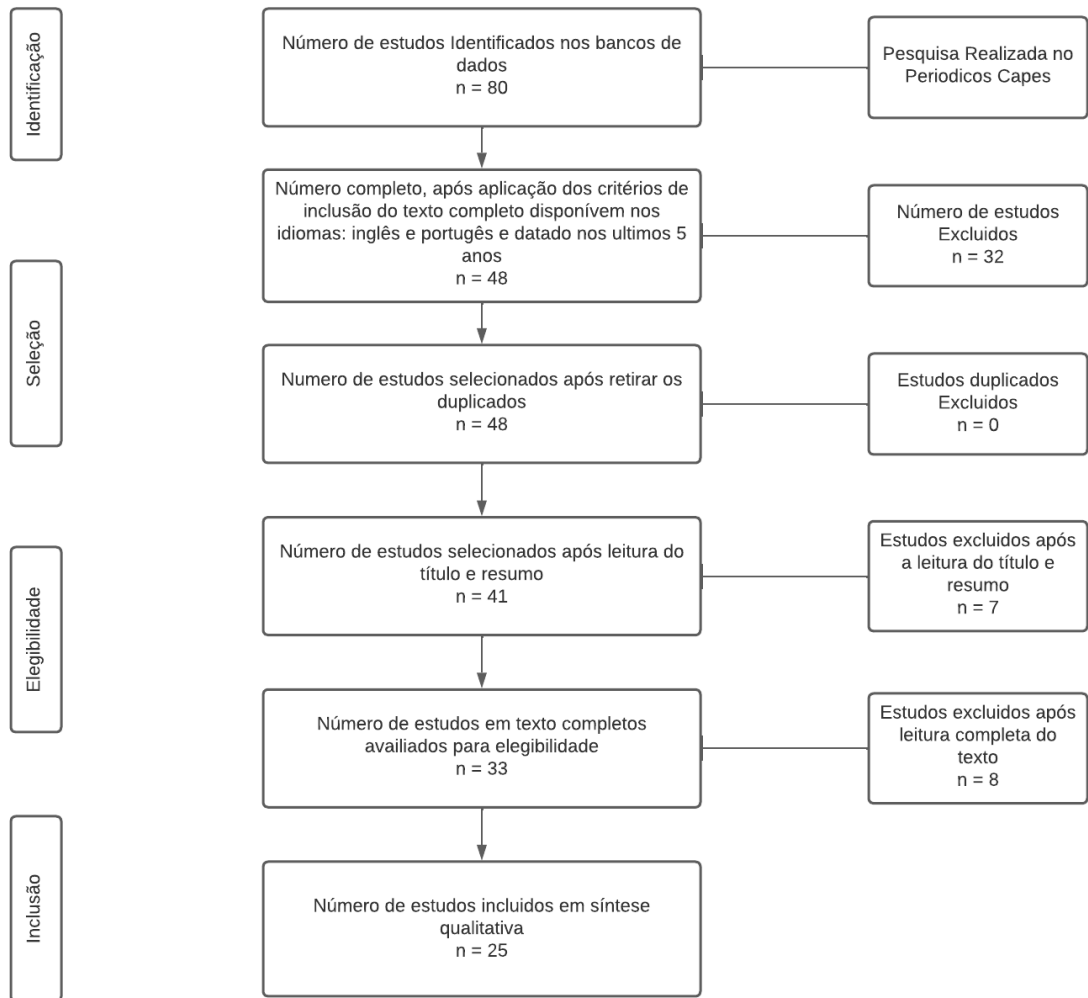 Identificação
Número de estudos Identificados nos bancos de
dados
n = 80
Pesquisa Realizada no
Periodicos Capes
Número completo, após aplicação dos critérios de
inclusão do texto completo disponívem nos
idiomas: inglês e portugês e datado nos ultimos 5
anos
n = 48
Número de estudos
Excluidos
n = 32
Seleção
Numero de estudos selecionados após retirar os
duplicados
n = 48
Estudos duplicados
Excluidos
n = 0
Elegibilidade
Número de estudos selecionados após leitura do
título e resumo
n = 41
Estudos excluidos após
a leitura do título e
resumo
n = 7
Número de estudos em texto completos
availiados para elegibilidade
n = 33
Estudos excluidos após
leitura completa do
texto
n = 8
Inclusão
Número de estudos incluidos em síntese
qualitativa
n = 25